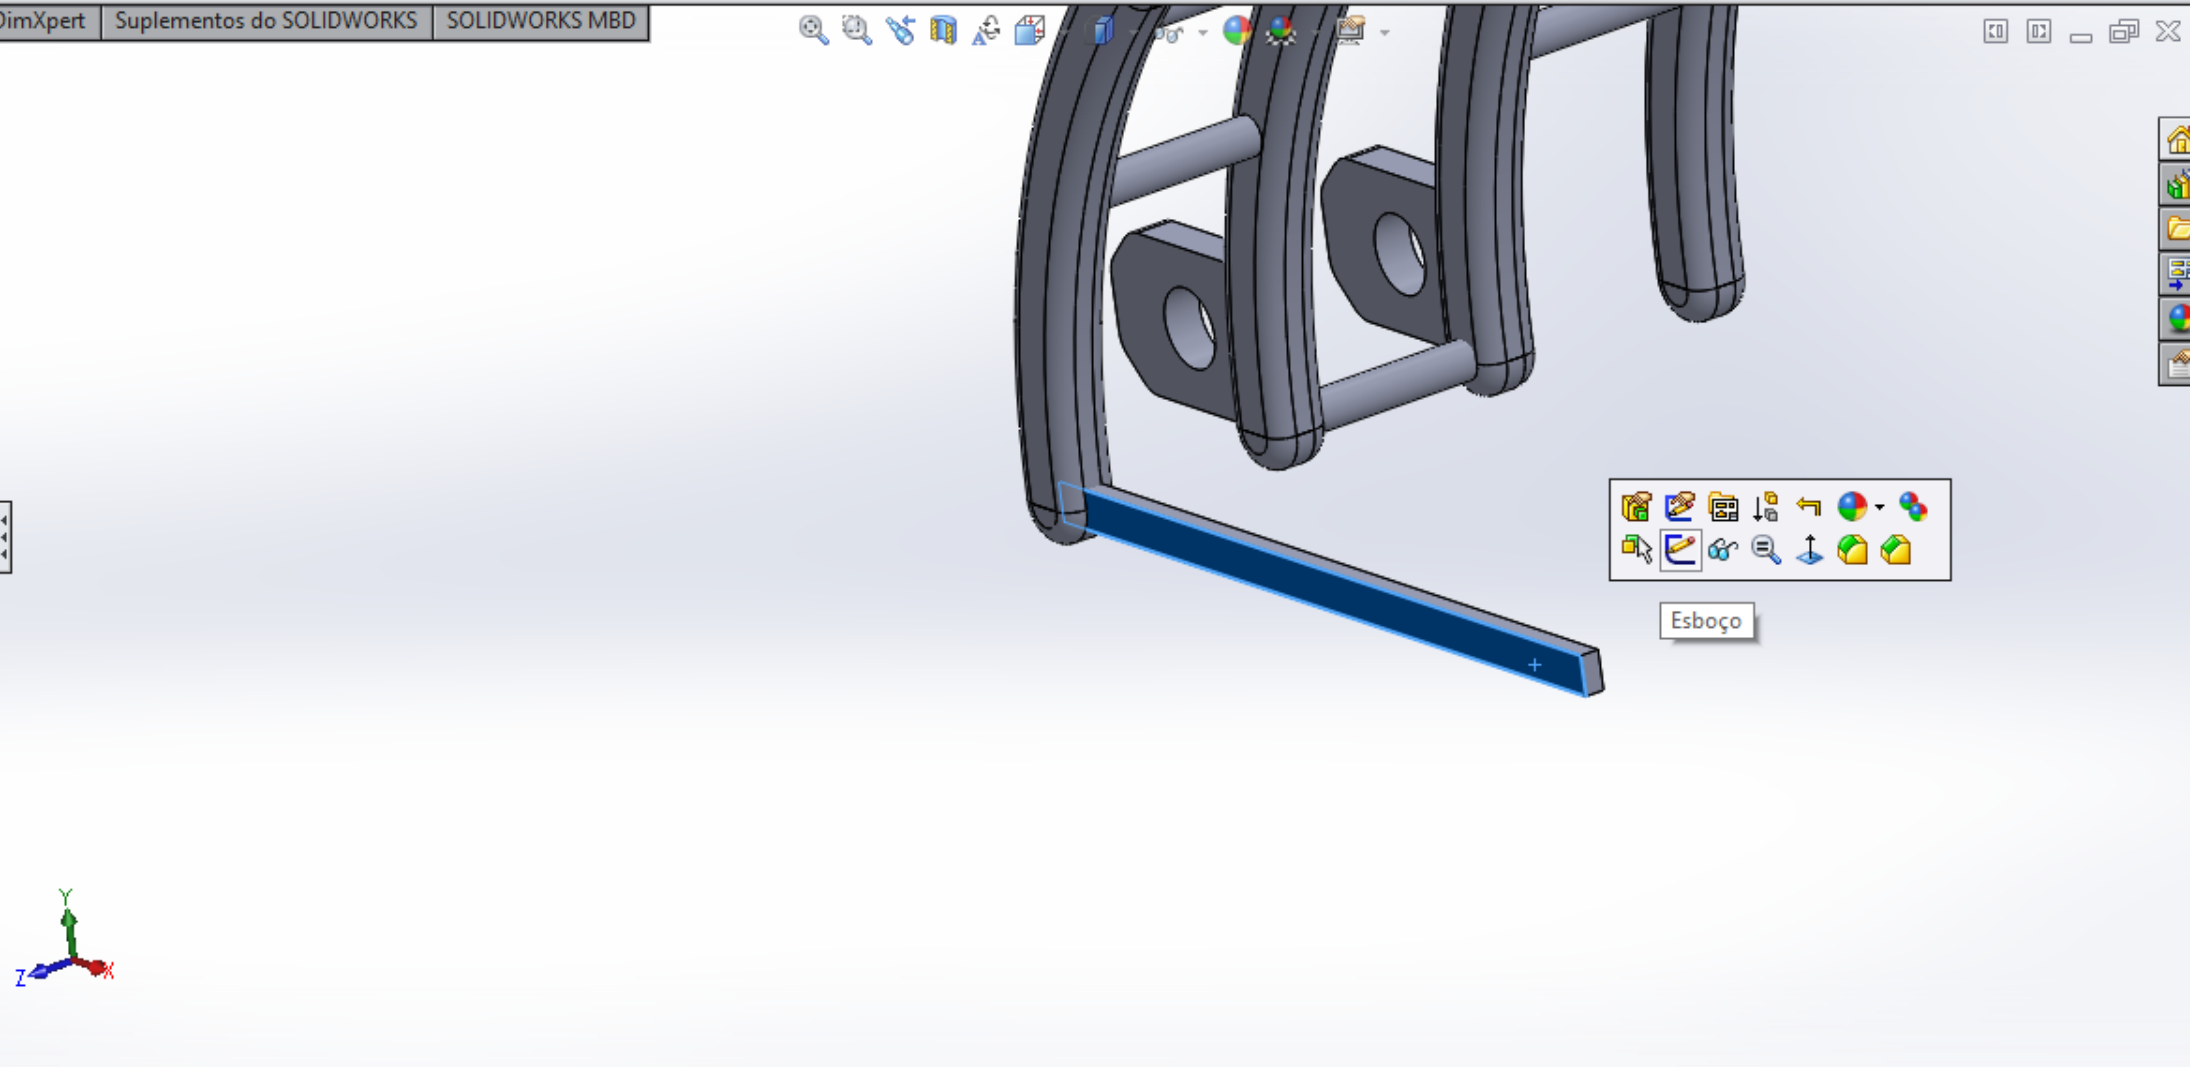 DimXpert
Suplementos do SOLIDWORKS
SOLIDWORKS MBD
Esboço
Y
Z
X